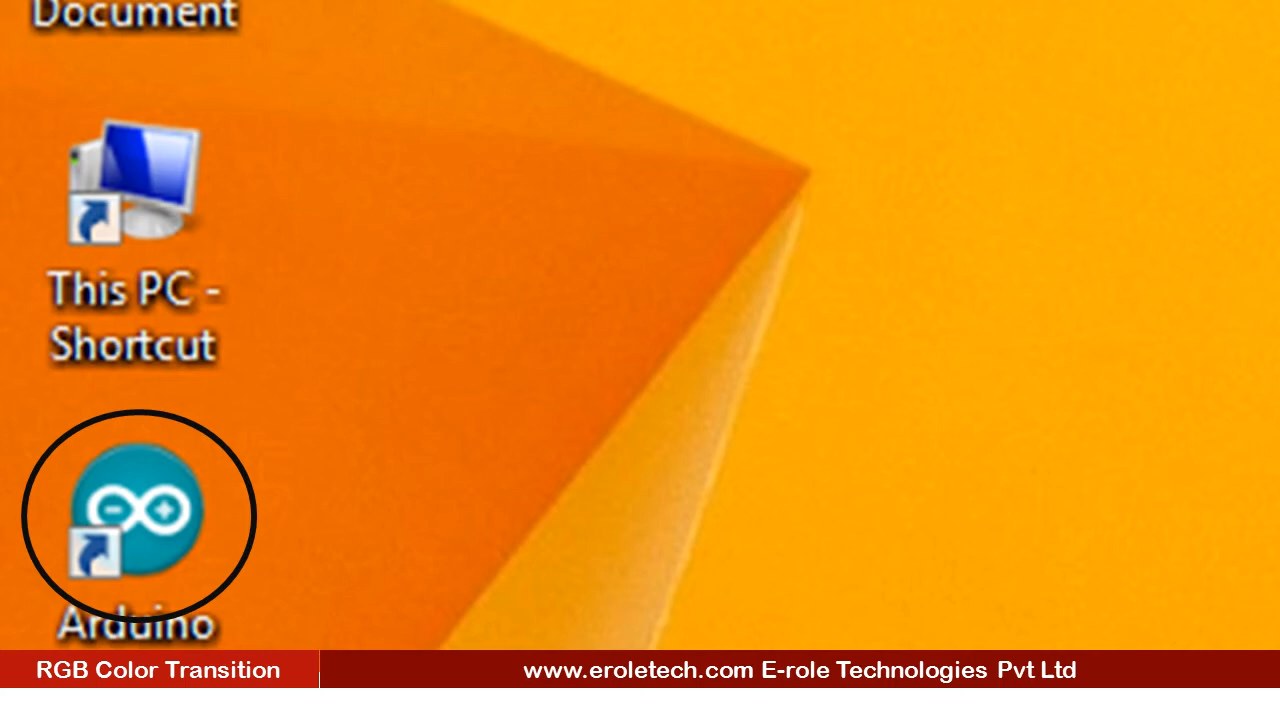 Document
This PC -
Shortcut
Arduino
RGB Color Transition
www.eroletech.com E-role Technologies Pvt Ltd